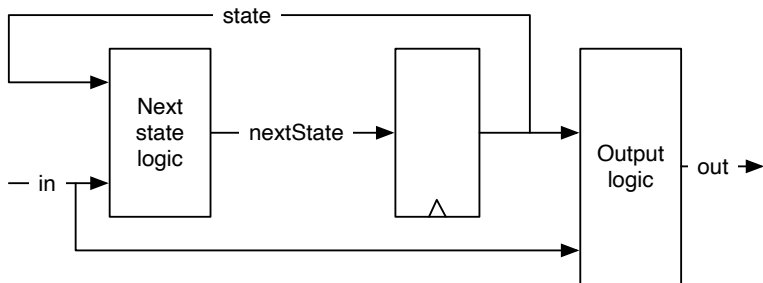 state
Next
state
logic
nextState
in
Output
logic
out